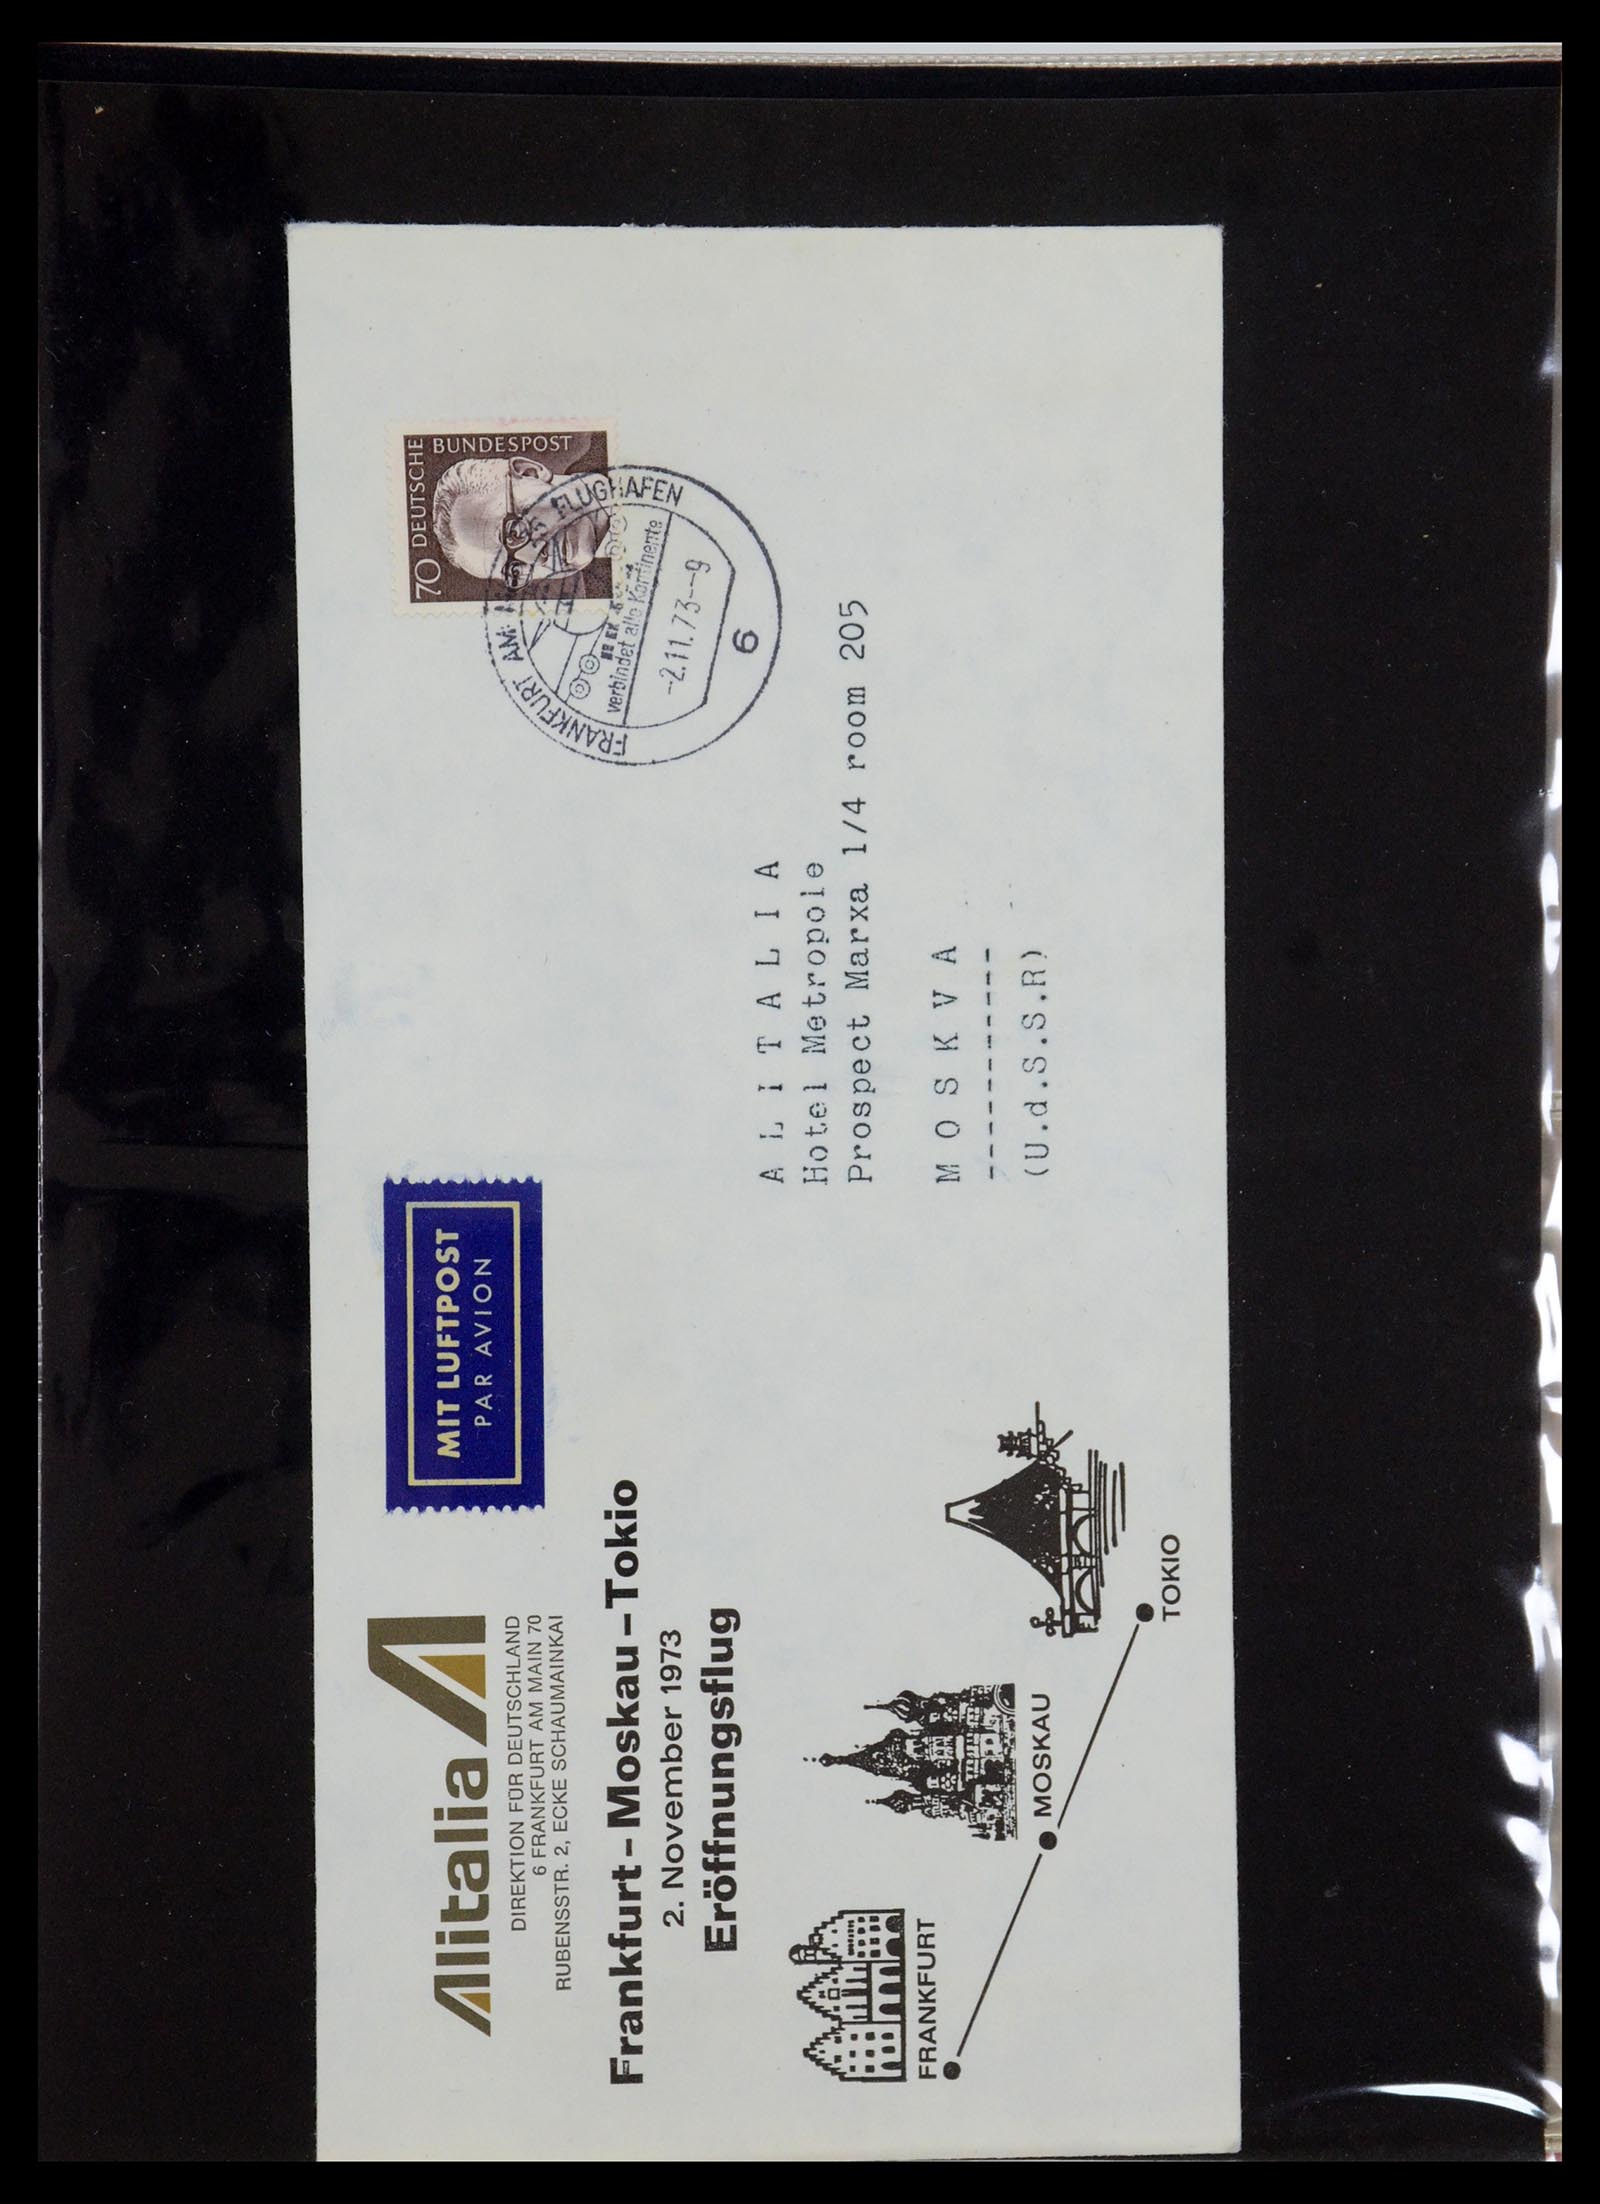 Alitalia
DIREKTION FÜR DEUTSCHLAND
6 FRANKFURT AM MAIN 70
RUBENSSTR. 2, ECKE SCHAUMAINKAI
Frankfurt–Moskau–Tokio
2. November 1973
Eröffnungsflug
FRANKFURT
MOSKAU
TOKIO
MIT LUFTPOST
PAR AVION
70 DEUTSCHE BUNDESPOST
FRANKFURT AM FLUGHAFEN
verbindet alle Kontinente
-2.11.73--9
6
A L I T A L I A
Hotel Metropole
Prospect Marxa 1/4 room 205
M O S K V A
------------
(U.d.S.S.R)